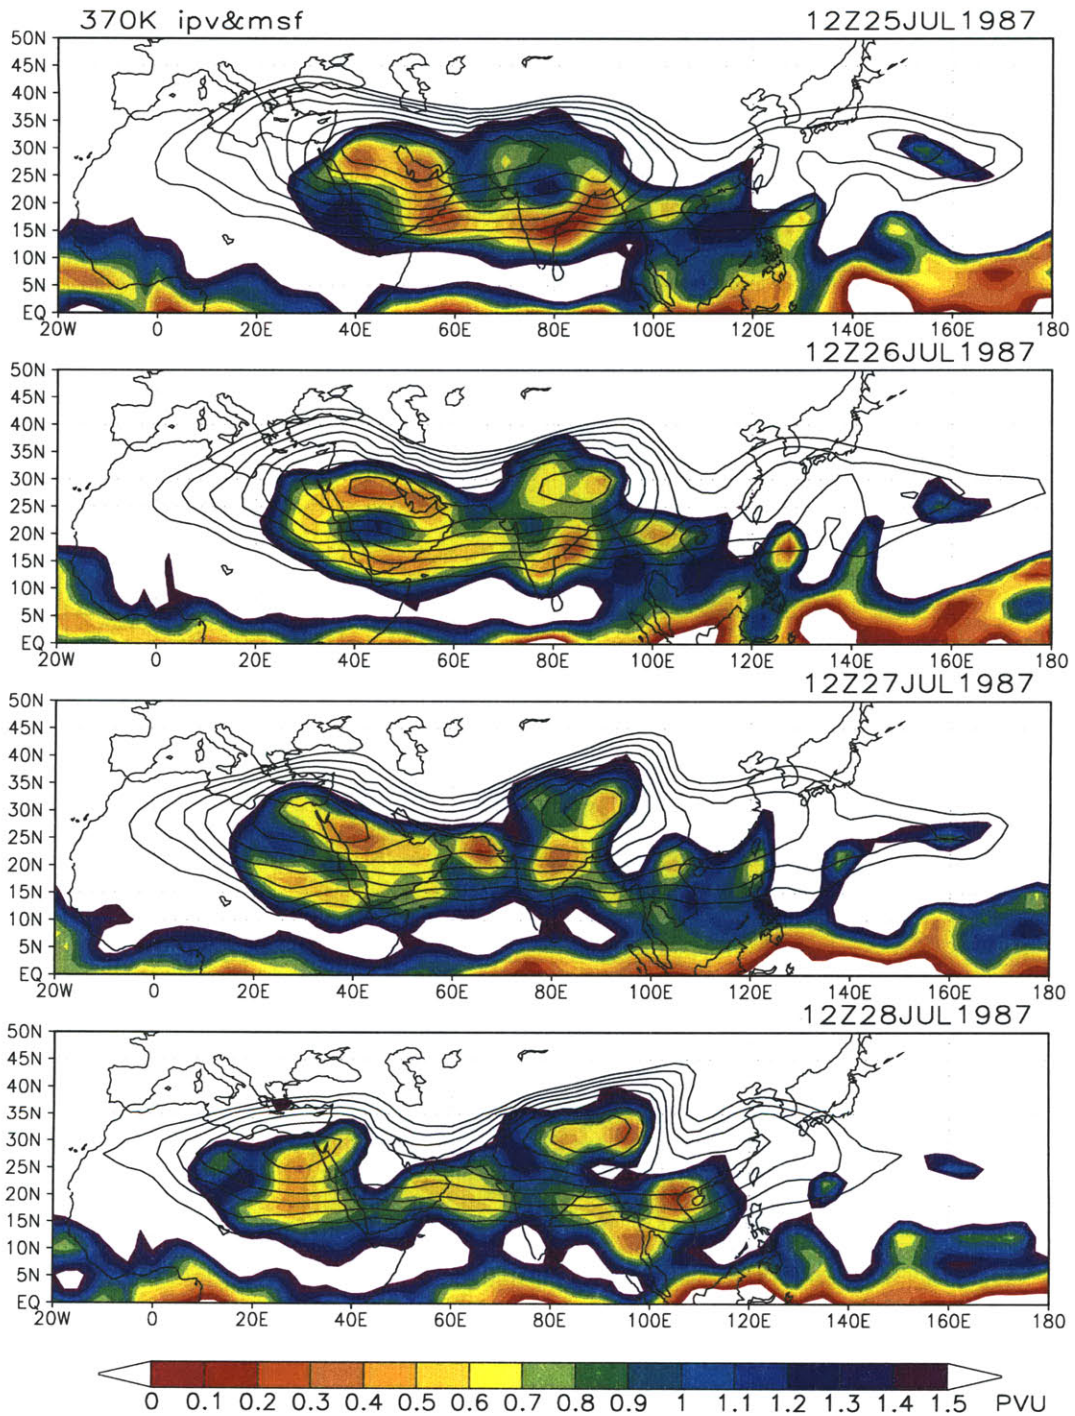 370K ipv&msf 12Z25JUL1987
50N
45N
40N
35N
30N
25N
20N
15N
10N
5N
EQ
20W 0 20E 40E 60E 80E 100E 120E 140E 160E 180
12Z26JUL1987
50N
45N
40N
35N
30N
25N
20N
15N
10N
5N
EQ
20W 0 20E 40E 60E 80E 100E 120E 140E 160E 180
12Z27JUL1987
50N
45N
40N
35N
30N
25N
20N
15N
10N
5N
EQ
20W 0 20E 40E 60E 80E 100E 120E 140E 160E 180
12Z28JUL1987
50N
45N
40N
35N
30N
25N
20N
15N
10N
5N
EQ
20W 0 20E 40E 60E 80E 100E 120E 140E 160E 180
0 0.1 0.2 0.3 0.4 0.5 0.6 0.7 0.8 0.9 1 1.1 1.2 1.3 1.4 1.5 PVU